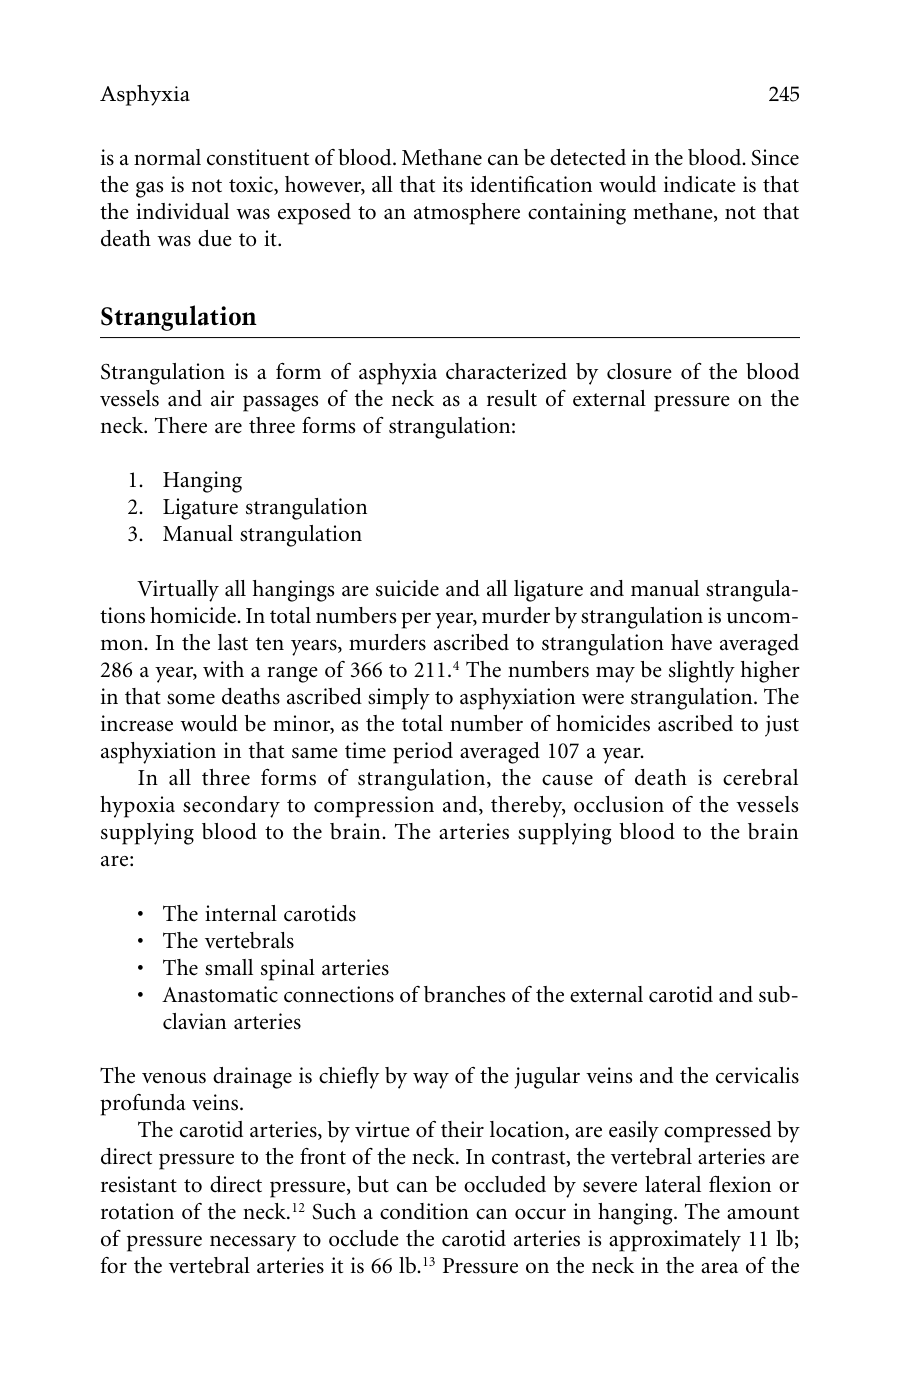 Asphyxia 245
is a normal constituent of blood. Methane can be detected in the blood. Since
the gas is not toxic, however, all that its identification would indicate is that
the individual was exposed to an atmosphere containing methane, not that
death was due to it.
Strangulation
Strangulation is a form of asphyxia characterized by closure of the blood
vessels and air passages of the neck as a result of external pressure on the
neck. There are three forms of strangulation:
1. Hanging
2. Ligature strangulation
3. Manual strangulation
Virtually all hangings are suicide and all ligature and manual strangula-
tions homicide. In total numbers per year, murder by strangulation is uncom-
mon. In the last ten years, murders ascribed to strangulation have averaged
286 a year, with a range of 366 to 211.⁴ The numbers may be slightly higher
in that some deaths ascribed simply to asphyxiation were strangulation. The
increase would be minor, as the total number of homicides ascribed to just
asphyxiation in that same time period averaged 107 a year.
In all three forms of strangulation, the cause of death is cerebral
hypoxia secondary to compression and, thereby, occlusion of the vessels
supplying blood to the brain. The arteries supplying blood to the brain
are:
• The internal carotids
• The vertebrals
• The small spinal arteries
• Anastomatic connections of branches of the external carotid and sub-
clavian arteries
The venous drainage is chiefly by way of the jugular veins and the cervicalis
profunda veins.
The carotid arteries, by virtue of their location, are easily compressed by
direct pressure to the front of the neck. In contrast, the vertebral arteries are
resistant to direct pressure, but can be occluded by severe lateral flexion or
rotation of the neck.¹² Such a condition can occur in hanging. The amount
of pressure necessary to occlude the carotid arteries is approximately 11 lb;
for the vertebral arteries it is 66 lb.¹³ Pressure on the neck in the area of the